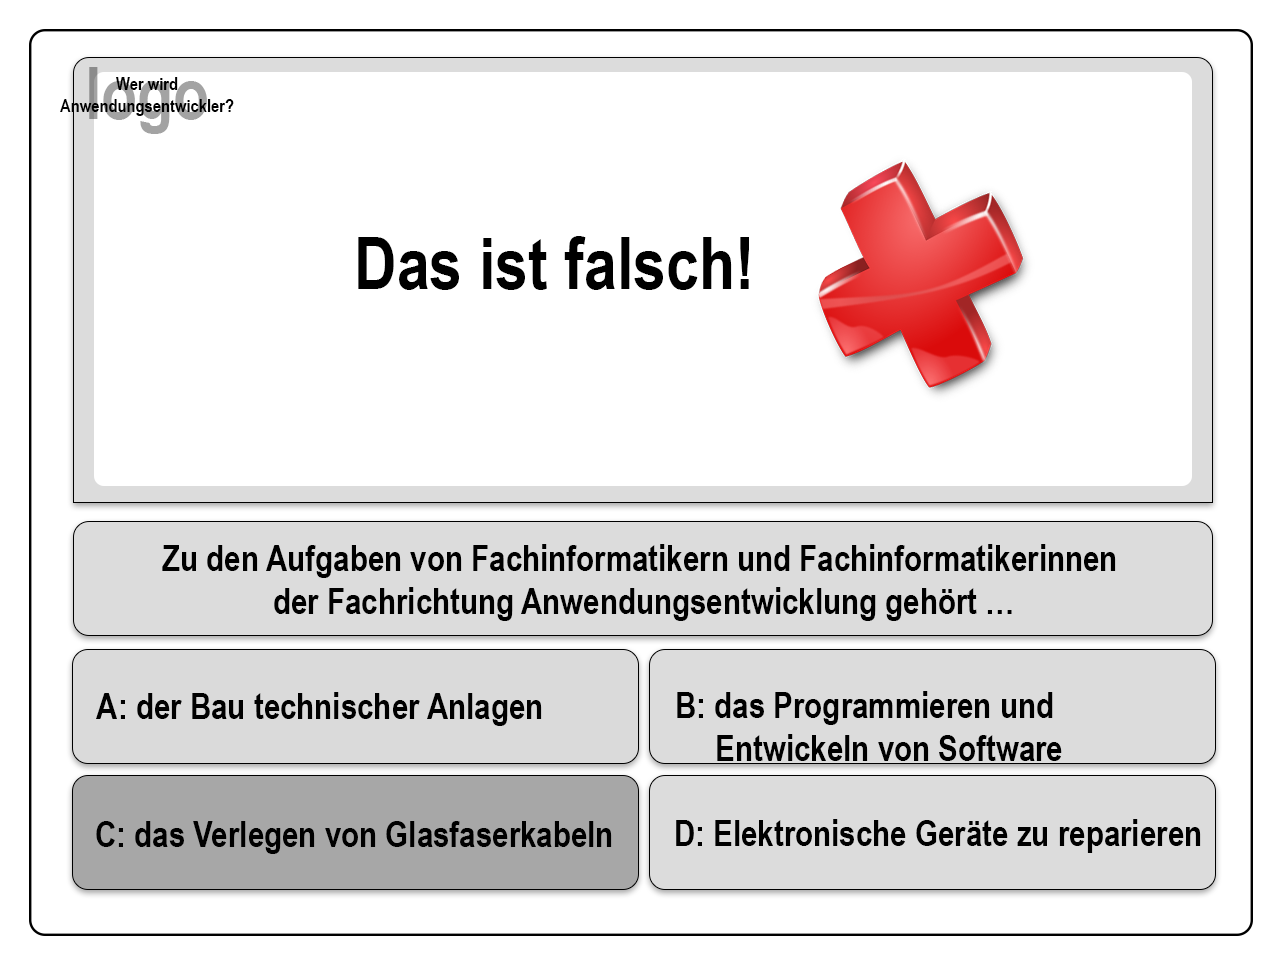 logo
Wer wird
Anwendungsentwickler?
Das ist falsch!
Zu den Aufgaben von Fachinformatikern und Fachinformatikerinnen
der Fachrichtung Anwendungsentwicklung gehört …
A: der Bau technischer Anlagen
B: das Programmieren und
Entwickeln von Software
C: das Verlegen von Glasfaserkabeln
D: Elektronische Geräte zu reparieren